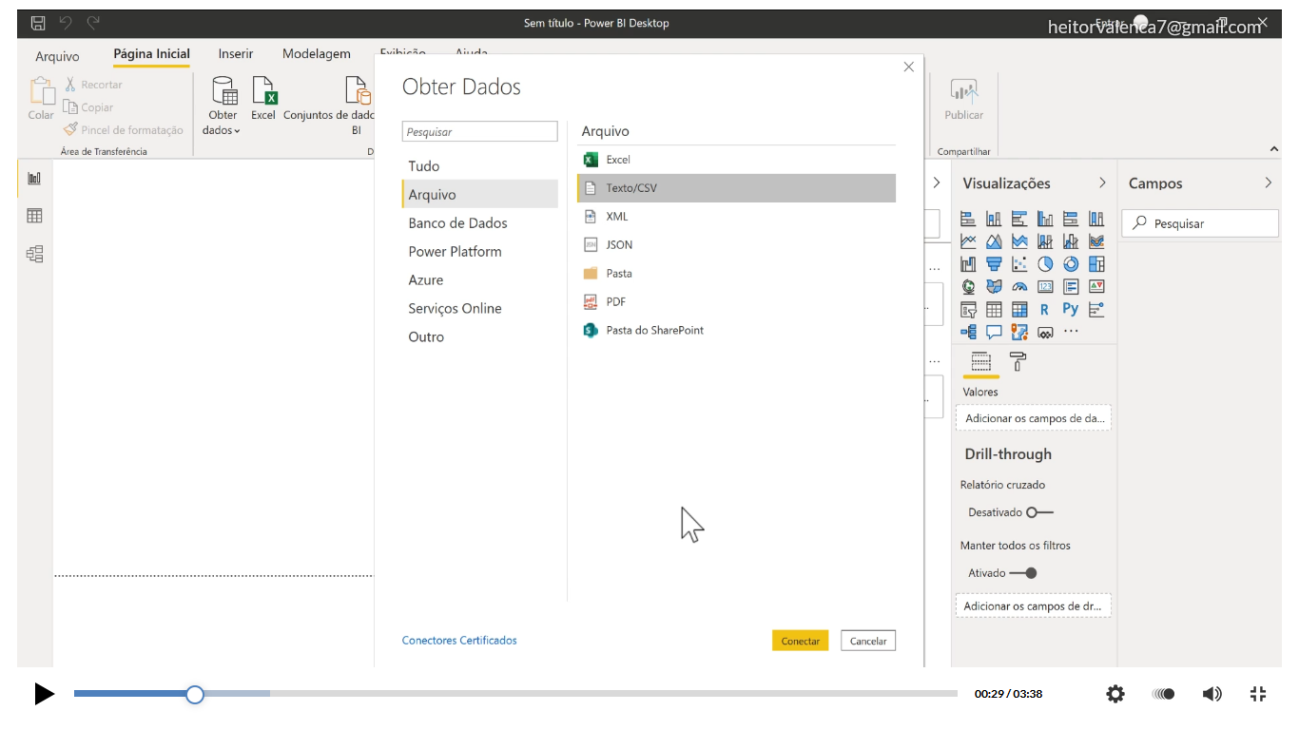 Sem título - Power BI Desktop
heitorvalenca7@gmail.com
Arquivo
Página Inicial
Inserir
Modelagem
Exibição
Ajuda
Colar
Recortar
Copiar
Pincel de formatação
Área de Transferência
Obter dados
Excel
Conjuntos de dado
BI
D
Publicar
Compartilhar
Obter Dados
Pesquisar
Tudo
Arquivo
Banco de Dados
Power Platform
Azure
Serviços Online
Outro
Arquivo
Excel
Texto/CSV
XML
JSON
Pasta
PDF
Pasta do SharePoint
Conectores Certificados
Conectar
Cancelar
Visualizações
123
R
Py
Valores
Adicionar os campos de da...
Drill-through
Relatório cruzado
Desativado
Manter todos os filtros
Ativado
Adicionar os campos de dr...
Campos
Pesquisar
00:29 / 03:38